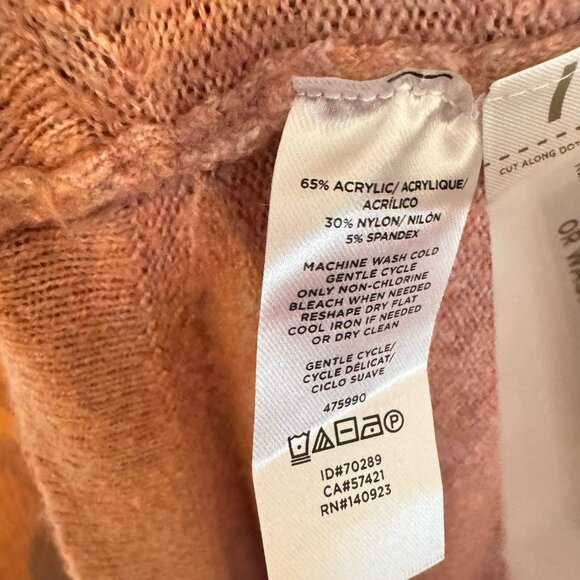 65% ACRYLIC/ ACRYLIQUE/
ACRÍLICO
30% NYLON/ NILÓN
5% SPANDEX
MACHINE WASH COLD
GENTLE CYCLE
ONLY NON-CHLORINE
BLEACH WHEN NEEDED
RESHAPE DRY FLAT
COOL IRON IF NEEDED
OR DRY CLEAN
GENTLE CYCLE/
CYCLE DÉLICAT/
CICLO SUAVE
475990
P
ID#70289
CA#57421
RN#140923
CUT ALONG DOT
OR WA